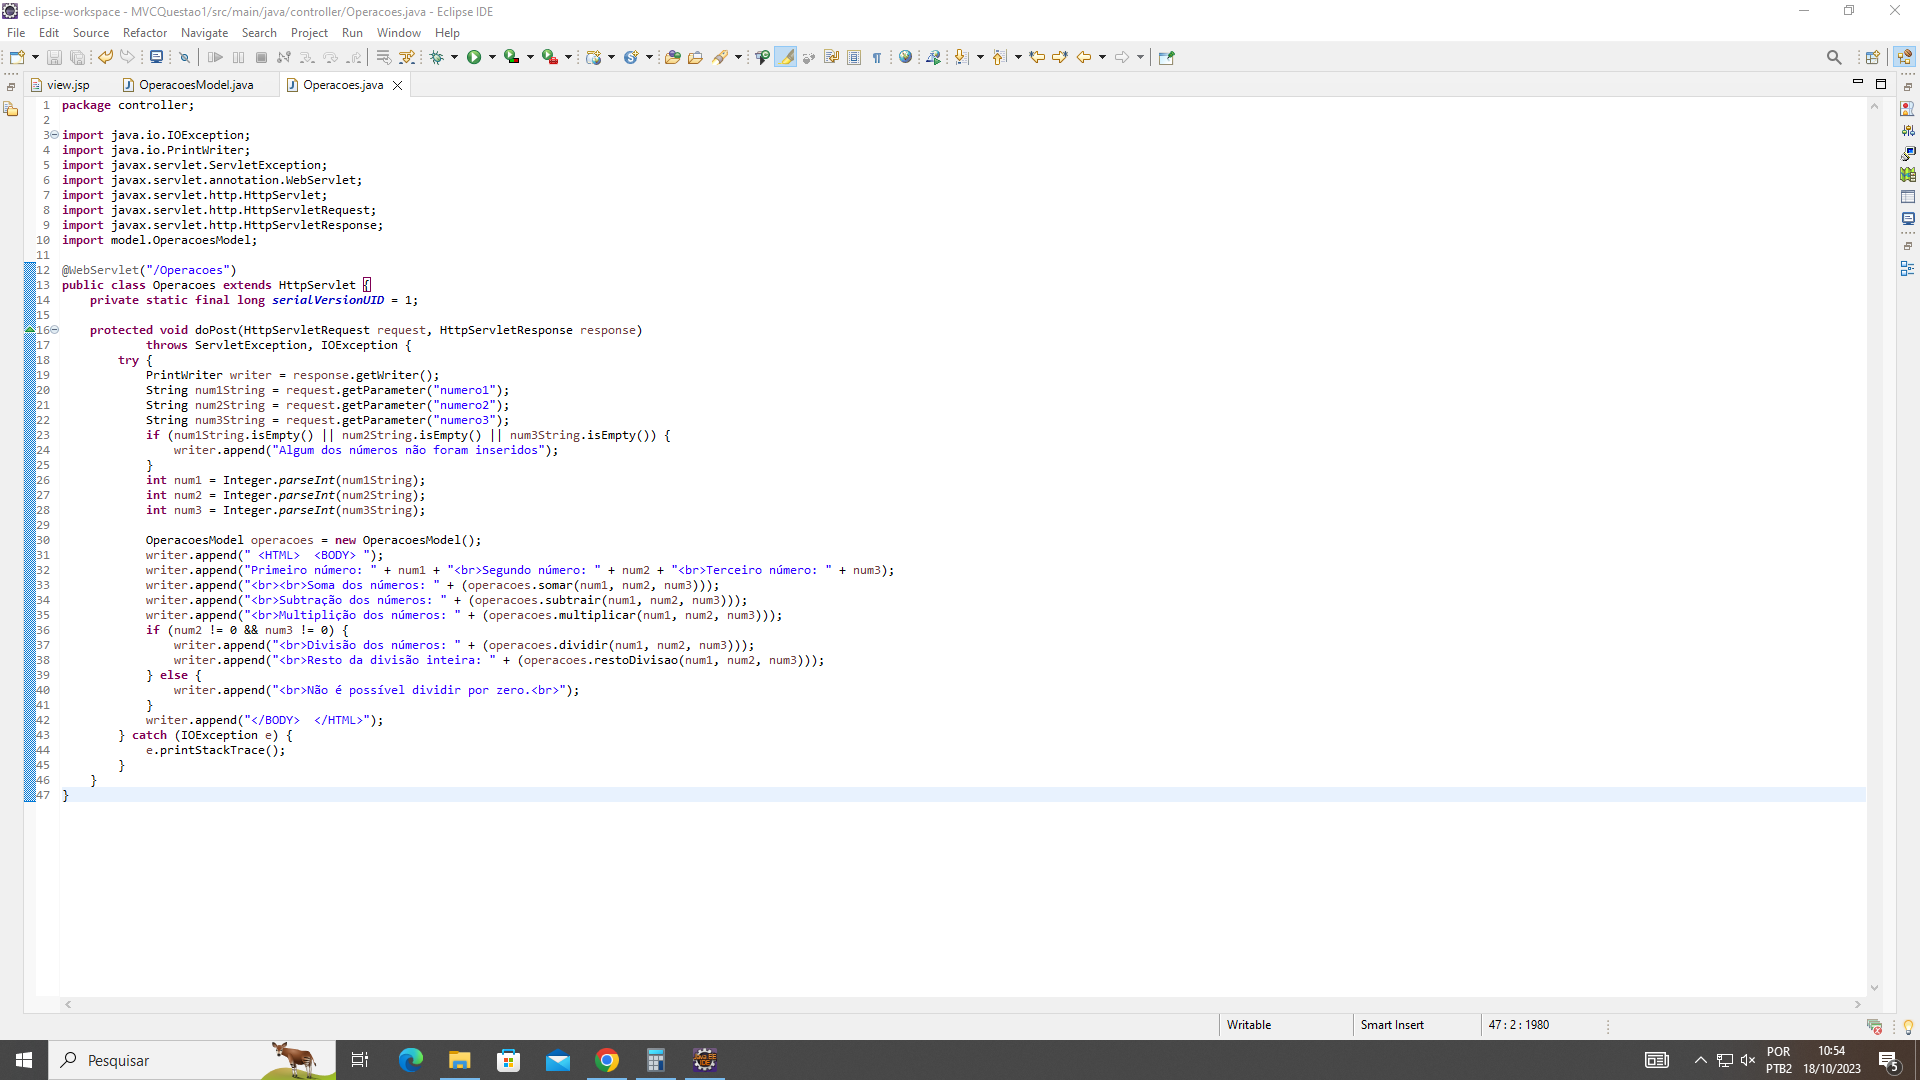 eclipse-workspace - MVCQuestao1/src/main/java/controller/Operacoes.java - Eclipse IDE
File Edit Source Refactor Navigate Search Project Run Window Help
view.jsp OperacoesModel.java Operacoes.java
1 package controller;
2
3 import java.io.IOException;
4 import java.io.PrintWriter;
5 import javax.servlet.ServletException;
6 import javax.servlet.annotation.WebServlet;
7 import javax.servlet.http.HttpServlet;
8 import javax.servlet.http.HttpServletRequest;
9 import javax.servlet.http.HttpServletResponse;
10 import model.OperacoesModel;
11
12 @WebServlet("/Operacoes")
13 public class Operacoes extends HttpServlet {
14     private static final long serialVersionUID = 1;
15
16     protected void doPost(HttpServletRequest request, HttpServletResponse response)
17             throws ServletException, IOException {
18         try {
19             PrintWriter writer = response.getWriter();
20             String num1String = request.getParameter("numero1");
21             String num2String = request.getParameter("numero2");
22             String num3String = request.getParameter("numero3");
23             if (num1String.isEmpty() || num2String.isEmpty() || num3String.isEmpty()) {
24                 writer.append("Algum dos números não foram inseridos");
25             }
26             int num1 = Integer.parseInt(num1String);
27             int num2 = Integer.parseInt(num2String);
28             int num3 = Integer.parseInt(num3String);
29
30             OperacoesModel operacoes = new OperacoesModel();
31             writer.append(" <HTML>  <BODY> ");
32             writer.append("Primeiro número: " + num1 + "<br>Segundo número: " + num2 + "<br>Terceiro número: " + num3);
33             writer.append("<br><br>Soma dos números: " + (operacoes.somar(num1, num2, num3)));
34             writer.append("<br>Subtração dos números: " + (operacoes.subtrair(num1, num2, num3)));
35             writer.append("<br>Multiplição dos números: " + (operacoes.multiplicar(num1, num2, num3)));
36             if (num2 != 0 && num3 != 0) {
37                 writer.append("<br>Divisão dos números: " + (operacoes.dividir(num1, num2, num3)));
38                 writer.append("<br>Resto da divisão inteira: " + (operacoes.restoDivisao(num1, num2, num3)));
39             } else {
40                 writer.append("<br>Não é possível dividir por zero.<br>");
41             }
42             writer.append("</BODY>  </HTML>");
43         } catch (IOException e) {
44             e.printStackTrace();
45         }
46     }
47 }
Writable Smart Insert 47 : 2 : 1980
Pesquisar POR 10:54
PTB2 18/10/2023 5